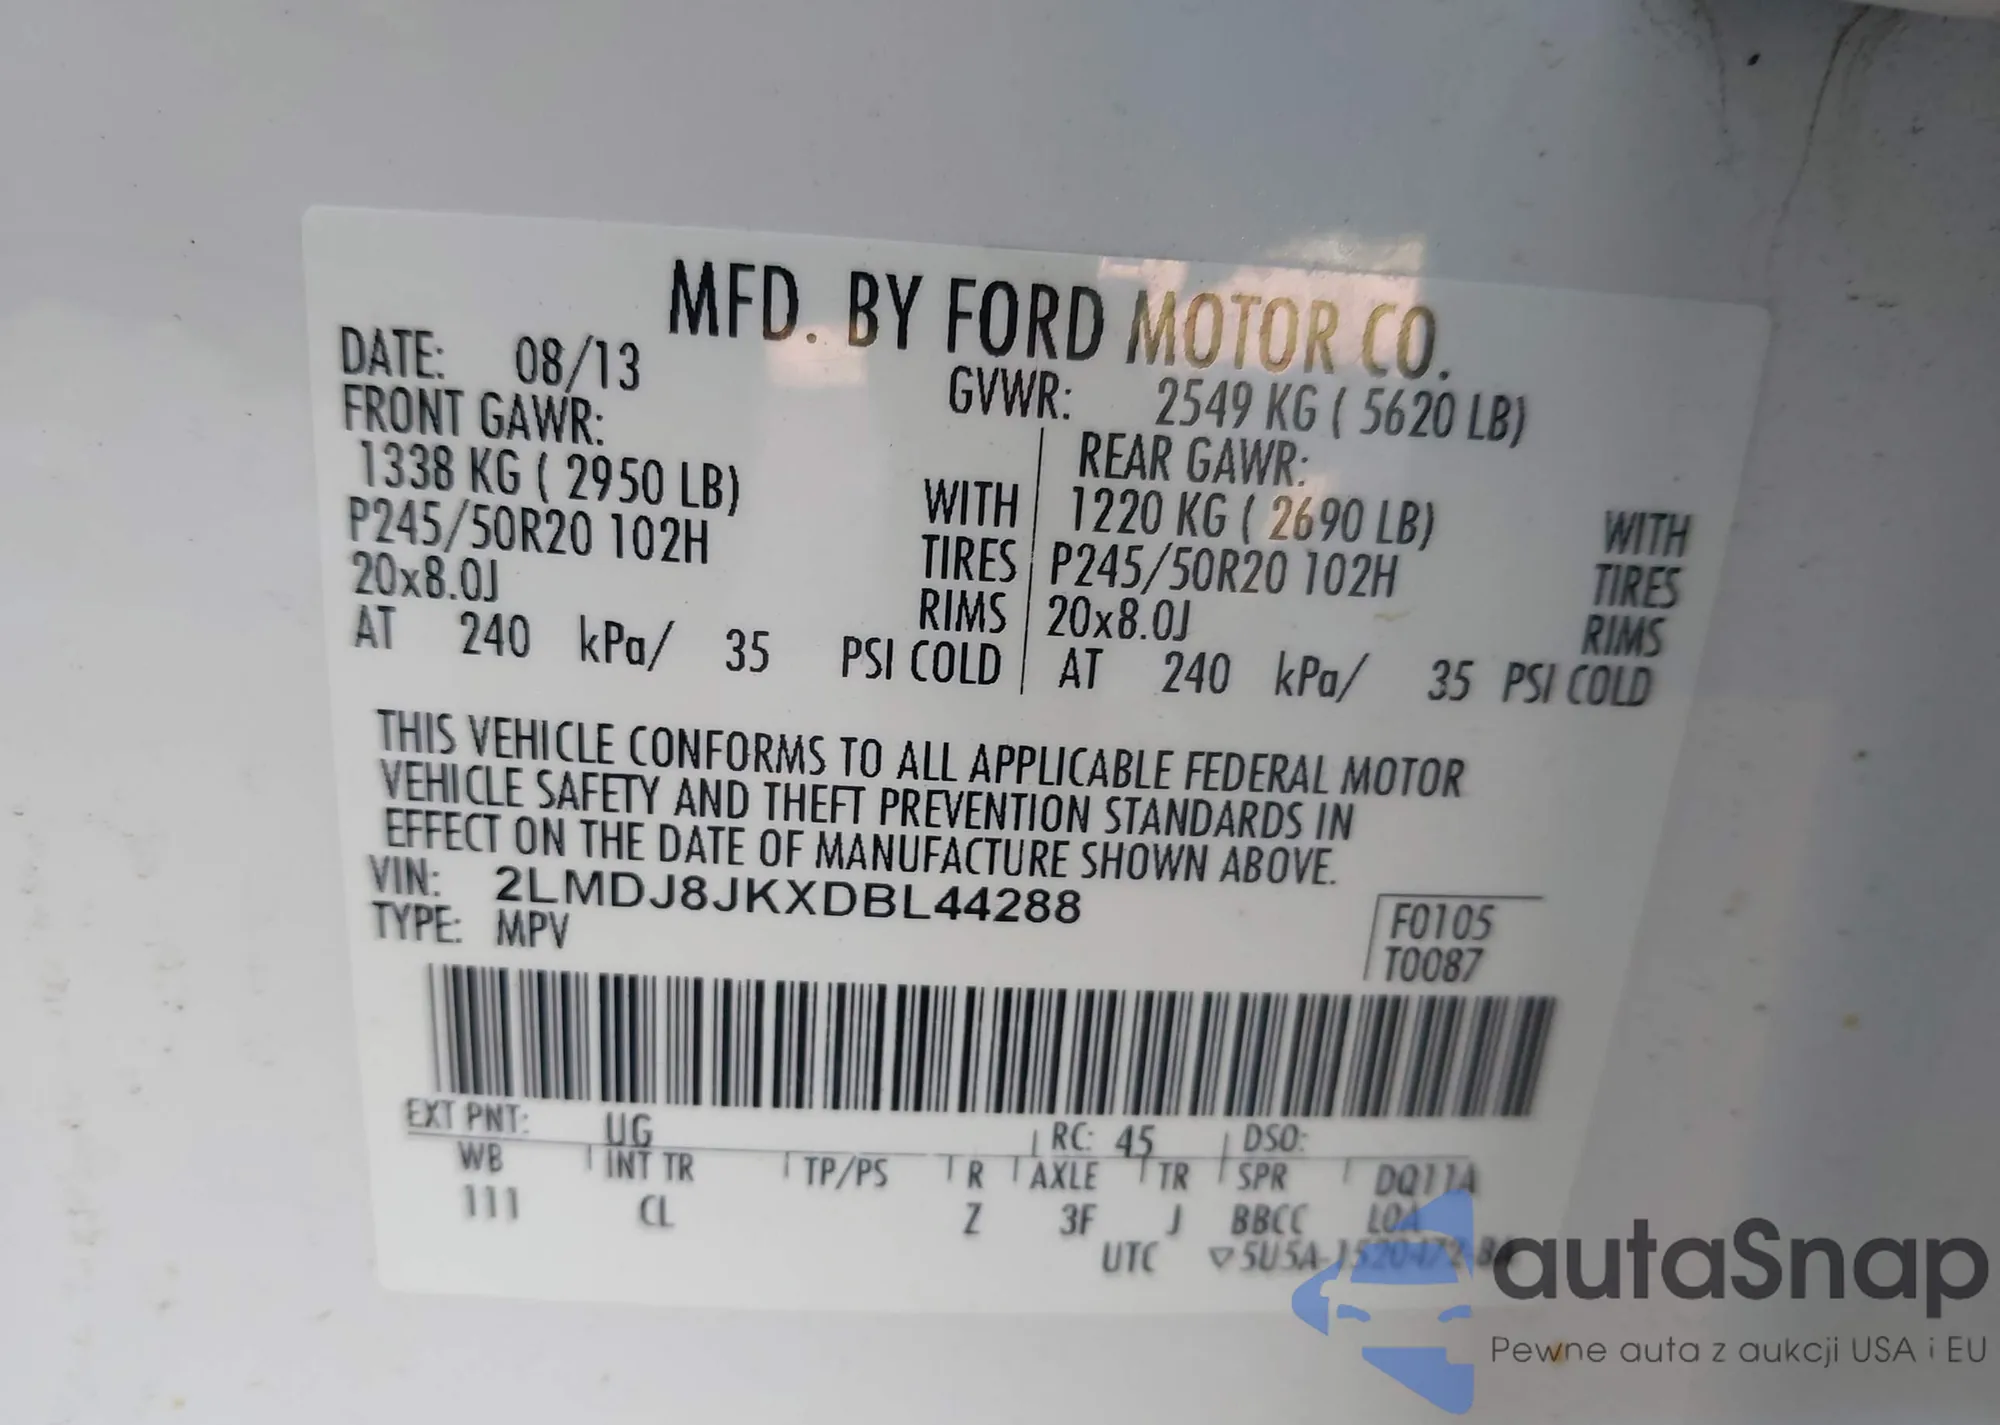 MFD. BY FORD MOTOR CO.
DATE: 08/13 GVWR: 2549 KG ( 5620 LB)
FRONT GAWR: REAR GAWR:
1338 KG ( 2950 LB) WITH 1220 KG ( 2690 LB) WITH
P245/50R20 102H TIRES P245/50R20 102H TIRES
20x8.0J RIMS 20x8.0J RIMS
AT 240 kPa/ 35 PSI COLD AT 240 kPa/ 35 PSI COLD
THIS VEHICLE CONFORMS TO ALL APPLICABLE FEDERAL MOTOR
VEHICLE SAFETY AND THEFT PREVENTION STANDARDS IN
EFFECT ON THE DATE OF MANUFACTURE SHOWN ABOVE.
VIN: 2LMDJ8JKXDBL44288
TYPE: MPV
F0105
T0087
EXT PNT: UG RC: 45 DSO:
WB INT TR TP/PS R AXLE TR SPR DQ11A
111 CL Z 3F J BBCC LOA
UTC ▽5U5A-1520472-BA
autaSnap
Pewne auta z aukcji USA i EU